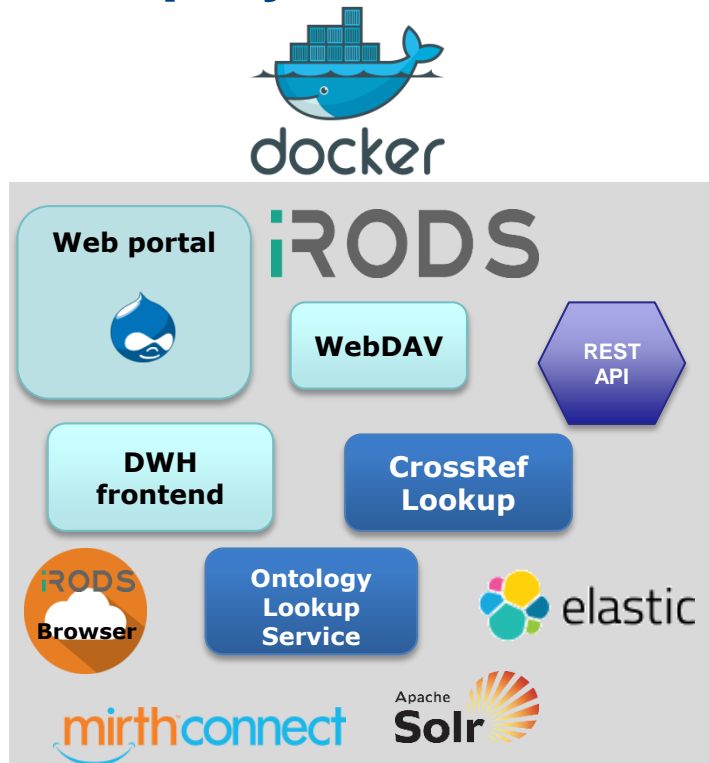 docker
Web portal
iRODS
WebDAV
REST
API
DWH
frontend
CrossRef
Lookup
iRODS
Browser
Ontology
Lookup
Service
elastic
mirthconnect
Apache
Solr